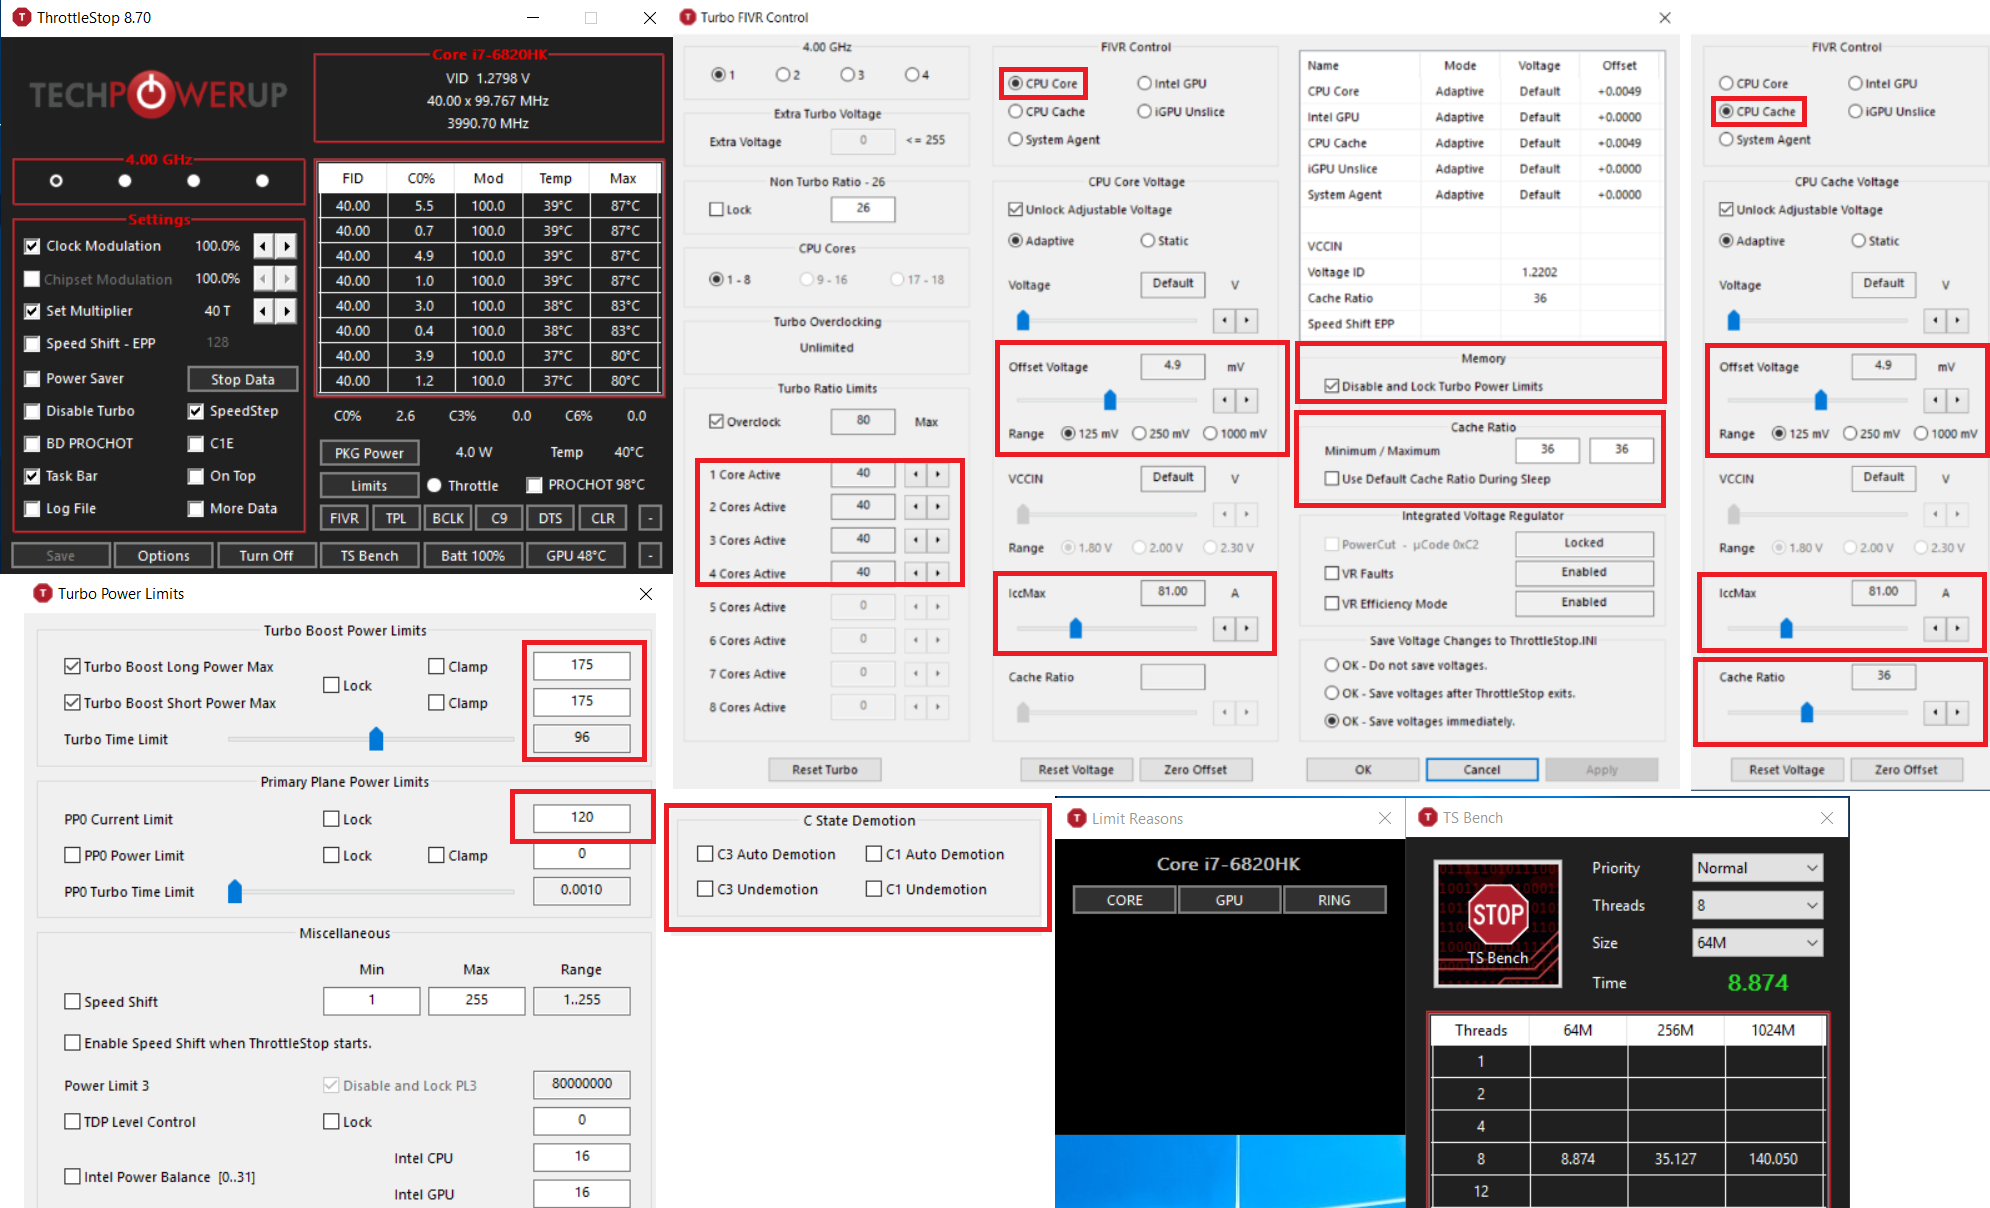 ThrottleStop 8.70
TECHPOWERUP
Core i7-6820HK
VID 1.2798 V
40.00 x 99.767 MHz
3990.70 MHz
4.00 GHz
Settings
Clock Modulation 100.0%
Chipset Modulation 100.0%
Set Multiplier 40 T
Speed Shift - EPP 128
Power Saver Stop Data
Disable Turbo SpeedStep
BD PROCHOT C1E
Task Bar On Top
Log File More Data
FID C0% Mod Temp Max
40.00 5.5 100.0 39°C 87°C
40.00 0.7 100.0 39°C 87°C
40.00 4.9 100.0 39°C 87°C
40.00 1.0 100.0 39°C 87°C
40.00 3.0 100.0 38°C 83°C
40.00 0.4 100.0 38°C 83°C
40.00 3.9 100.0 37°C 80°C
40.00 1.2 100.0 37°C 80°C
C0% 2.6 C3% 0.0 C6% 0.0
PKG Power 4.0 W Temp 40°C
Limits Throttle PROCHOT 98°C
FIVR TPL BCLK C9 DTS CLR -
Save Options Turn Off TS Bench Batt 100% GPU 48°C -
Turbo FIVR Control
4.00 GHz
1 2 3 4
Extra Turbo Voltage
Extra Voltage 0 <= 255
Non Turbo Ratio - 26
Lock 26
CPU Cores
1 - 8 9 - 16 17 - 18
Turbo Overclocking
Unlimited
Turbo Ratio Limits
Overclock 80 Max
1 Core Active 40
2 Cores Active 40
3 Cores Active 40
4 Cores Active 40
5 Cores Active 0
6 Cores Active 0
7 Cores Active 0
8 Cores Active 0
Reset Turbo
FIVR Control
CPU Core Intel GPU
CPU Cache iGPU Unslice
System Agent
CPU Core Voltage
Unlock Adjustable Voltage
Adaptive Static
Voltage Default V
Offset Voltage 4.9 mV
Range 125 mV 250 mV 1000 mV
VCCIN Default V
Range 1.80 V 2.00 V 2.30 V
IccMax 81.00 A
Cache Ratio
Reset Voltage Zero Offset
Name Mode Voltage Offset
CPU Core Adaptive Default +0.0049
Intel GPU Adaptive Default +0.0000
CPU Cache Adaptive Default +0.0049
iGPU Unslice Adaptive Default +0.0000
System Agent Adaptive Default +0.0000
VCCIN
Voltage ID 1.2202
Cache Ratio 36
Speed Shift EPP
Memory
Disable and Lock Turbo Power Limits
Cache Ratio
Minimum / Maximum 36 36
Use Default Cache Ratio During Sleep
Integrated Voltage Regulator
PowerCut - µCode 0xC2 Locked
VR Faults Enabled
VR Efficiency Mode Enabled
Save Voltage Changes to ThrottleStop.INI
OK - Do not save voltages.
OK - Save voltages after ThrottleStop exits.
OK - Save voltages immediately.
OK Cancel Apply
FIVR Control
CPU Core Intel GPU
CPU Cache iGPU Unslice
System Agent
CPU Cache Voltage
Unlock Adjustable Voltage
Adaptive Static
Voltage Default V
Offset Voltage 4.9 mV
Range 125 mV 250 mV 1000 mV
VCCIN Default V
Range 1.80 V 2.00 V 2.30 V
IccMax 81.00 A
Cache Ratio 36
Reset Voltage Zero Offset
Turbo Power Limits
Turbo Boost Power Limits
Turbo Boost Long Power Max Clamp 175
Lock
Turbo Boost Short Power Max Clamp 175
Turbo Time Limit 96
Primary Plane Power Limits
PP0 Current Limit Lock 120
PP0 Power Limit Lock Clamp 0
PP0 Turbo Time Limit 0.0010
Miscellaneous
Min Max Range
Speed Shift 1 255 1..255
Enable Speed Shift when ThrottleStop starts.
Power Limit 3 Disable and Lock PL3 80000000
TDP Level Control Lock 0
Intel CPU 16
Intel Power Balance [0..31]
Intel GPU 16
C State Demotion
C3 Auto Demotion C1 Auto Demotion
C3 Undemotion C1 Undemotion
Limit Reasons
Core i7-6820HK
CORE GPU RING
TS Bench
STOP
TS Bench
Priority Normal
Threads 8
Size 64M
Time 8.874
Threads 64M 256M 1024M
1
2
4
8 8.874 35.127 140.050
12